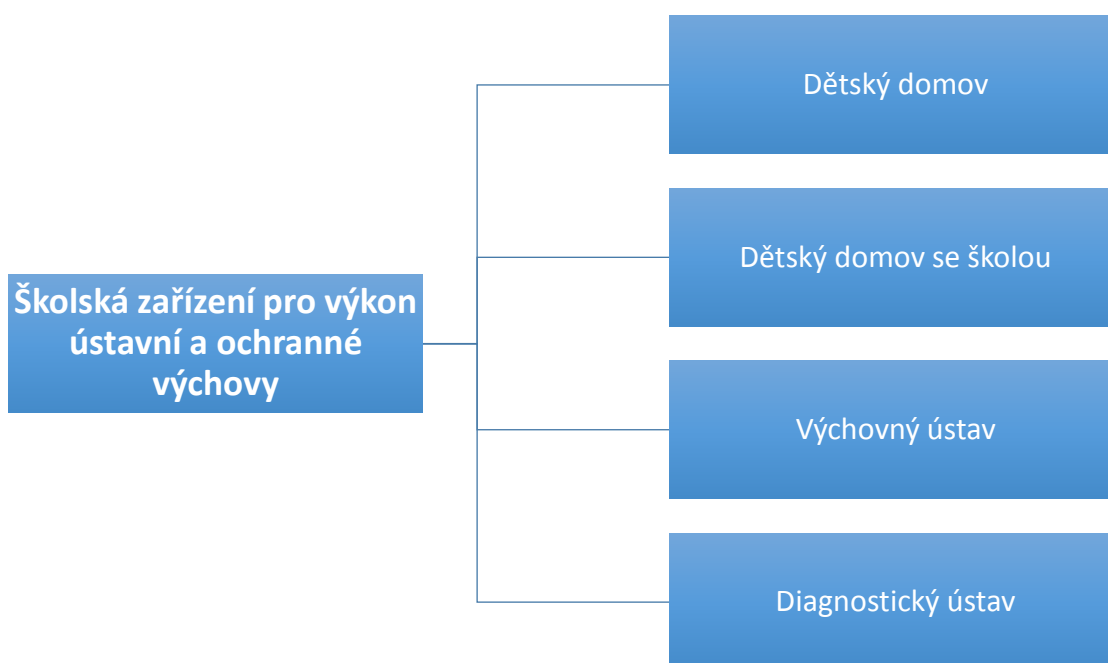 Školská zařízení pro výkon
ústavní a ochranné
výchovy
Dětský domov
Dětský domov se školou
Výchovný ústav
Diagnostický ústav